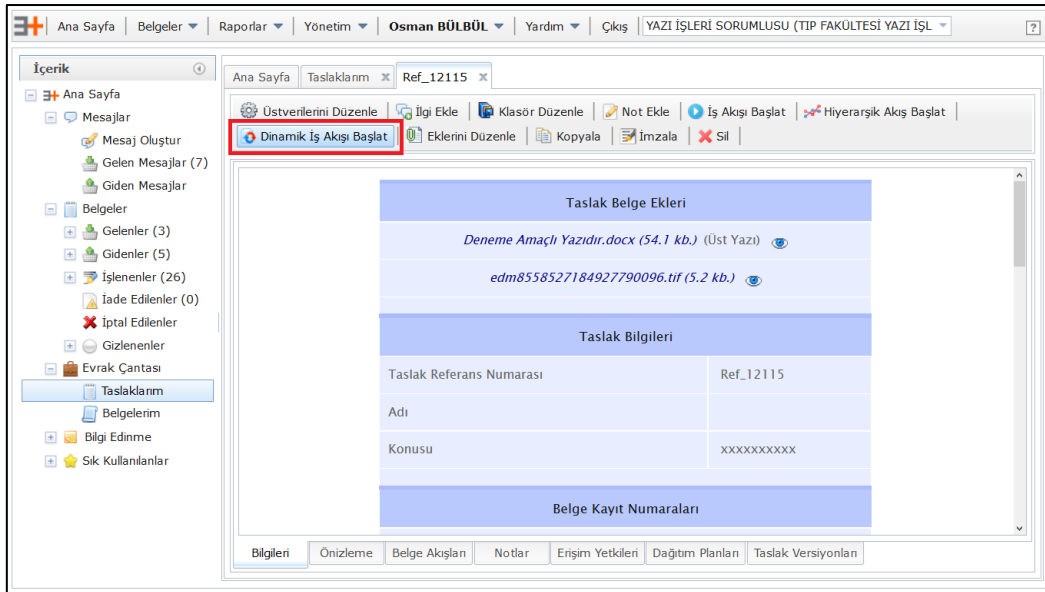 Ana Sayfa Belgeler Raporlar Yönetim Osman BÜLBÜL Yardım Çıkış YAZI İŞLERİ SORUMLUSU (TIP FAKÜLTESİ YAZI İŞL ?
İçerik
Ana Sayfa
Mesajlar
Mesaj Oluştur
Gelen Mesajlar (7)
Giden Mesajlar
Belgeler
Gelenler (3)
Gidenler (5)
İşlenenler (26)
İade Edilenler (0)
İptal Edilenler
Gizlenenler
Evrak Çantası
Taslaklarım
Belgelerim
Bilgi Edinme
Sık Kullanılanlar
Ana Sayfa Taslaklarım x Ref_12115 x
Üstverilerini Düzenle İlgi Ekle Klasör Düzenle Not Ekle İş Akışı Başlat Hiyerarşik Akış Başlat
Dinamik İş Akışı Başlat Eklerini Düzenle Kopyala İmzala Sil
Taslak Belge Ekleri
Deneme Amaçlı Yazıdır.docx (54.1 kb.) (Üst Yazı)
edm8558527184927790096.tif (5.2 kb.)
Taslak Bilgileri
Taslak Referans Numarası Ref_12115
Adı
Konusu xxxxxxxxxx
Belge Kayıt Numaraları
Bilgileri Önizleme Belge Akışları Notlar Erişim Yetkileri Dağıtım Planları Taslak Versiyonları